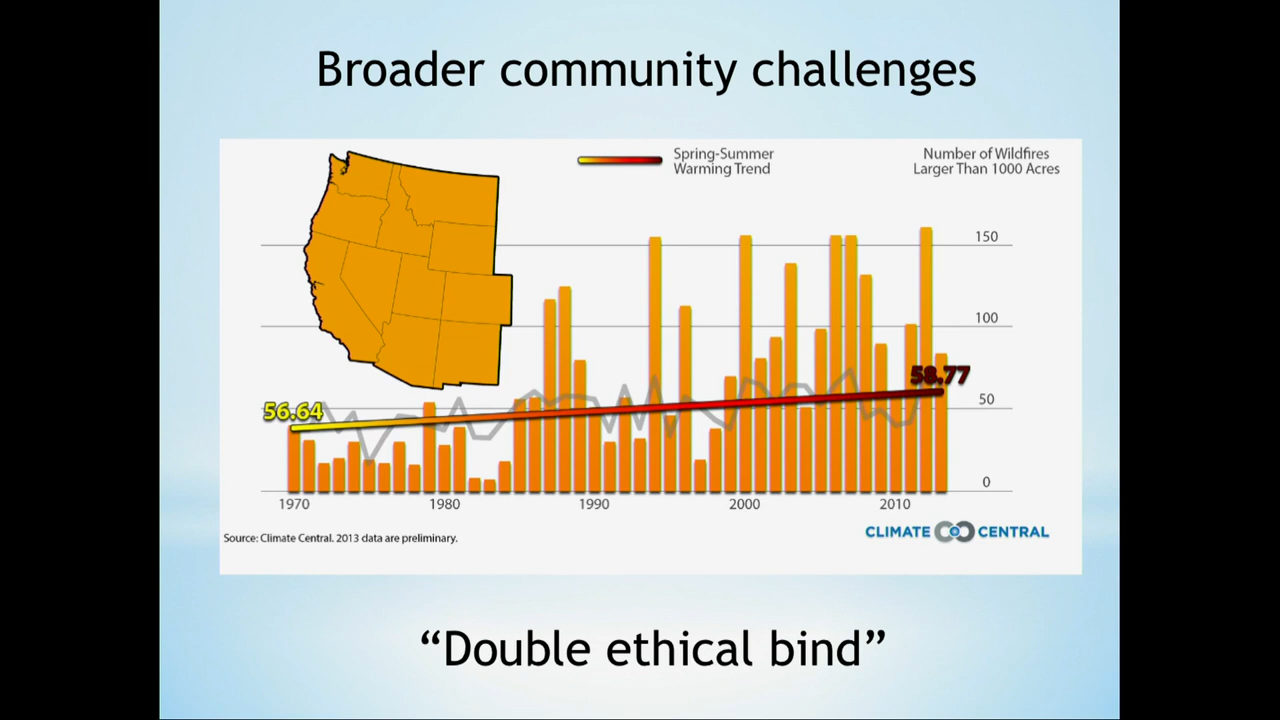 Broader community challenges
Spring-Summer
Warming Trend
Number of Wildfires
Larger Than 1000 Acres
150
100
58.77
56.64
50
0
1970 1980 1990 2000 2010
Source: Climate Central. 2013 data are preliminary.
CLIMATE CENTRAL
“Double ethical bind”